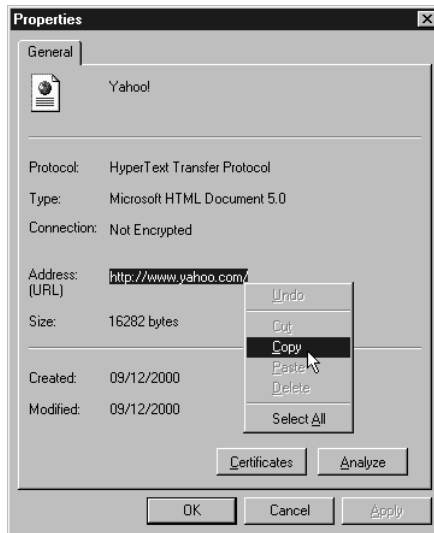 Properties
General
Yahoo!
Protocol: HyperText Transfer Protocol
Type: Microsoft HTML Document 5.0
Connection: Not Encrypted
Address: (URL) http://www.yahoo.com/
Undo
Size: 16282 bytes
Cut
Copy
Paste
Delete
Select All
Created: 09/12/2000
Modified: 09/12/2000
Certificates Analyze
OK Cancel Apply